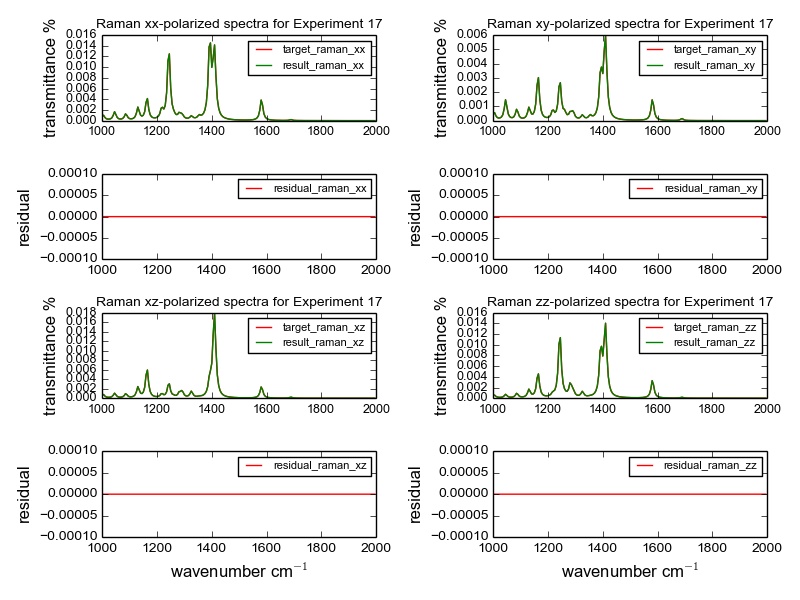 Raman xx-polarized spectra for Experiment 17
transmittance %
0.016
0.014
0.012
0.010
0.008
0.006
0.004
0.002
0.000
target_raman_xx
result_raman_xx
1000 1200 1400 1600 1800 2000
Raman xy-polarized spectra for Experiment 17
transmittance %
0.006
0.005
0.004
0.003
0.002
0.001
0.000
target_raman_xy
result_raman_xy
1000 1200 1400 1600 1800 2000
residual
0.00010
0.00005
0.00000
−0.00005
−0.00010
residual_raman_xx
1000 1200 1400 1600 1800 2000
residual
0.00010
0.00005
0.00000
−0.00005
−0.00010
residual_raman_xy
1000 1200 1400 1600 1800 2000
Raman xz-polarized spectra for Experiment 17
transmittance %
0.018
0.016
0.014
0.012
0.010
0.008
0.006
0.004
0.002
0.000
target_raman_xz
result_raman_xz
1000 1200 1400 1600 1800 2000
Raman zz-polarized spectra for Experiment 17
transmittance %
0.016
0.014
0.012
0.010
0.008
0.006
0.004
0.002
0.000
target_raman_zz
result_raman_zz
1000 1200 1400 1600 1800 2000
residual
0.00010
0.00005
0.00000
−0.00005
−0.00010
residual_raman_xz
1000 1200 1400 1600 1800 2000
wavenumber cm⁻¹
residual
0.00010
0.00005
0.00000
−0.00005
−0.00010
residual_raman_zz
1000 1200 1400 1600 1800 2000
wavenumber cm⁻¹